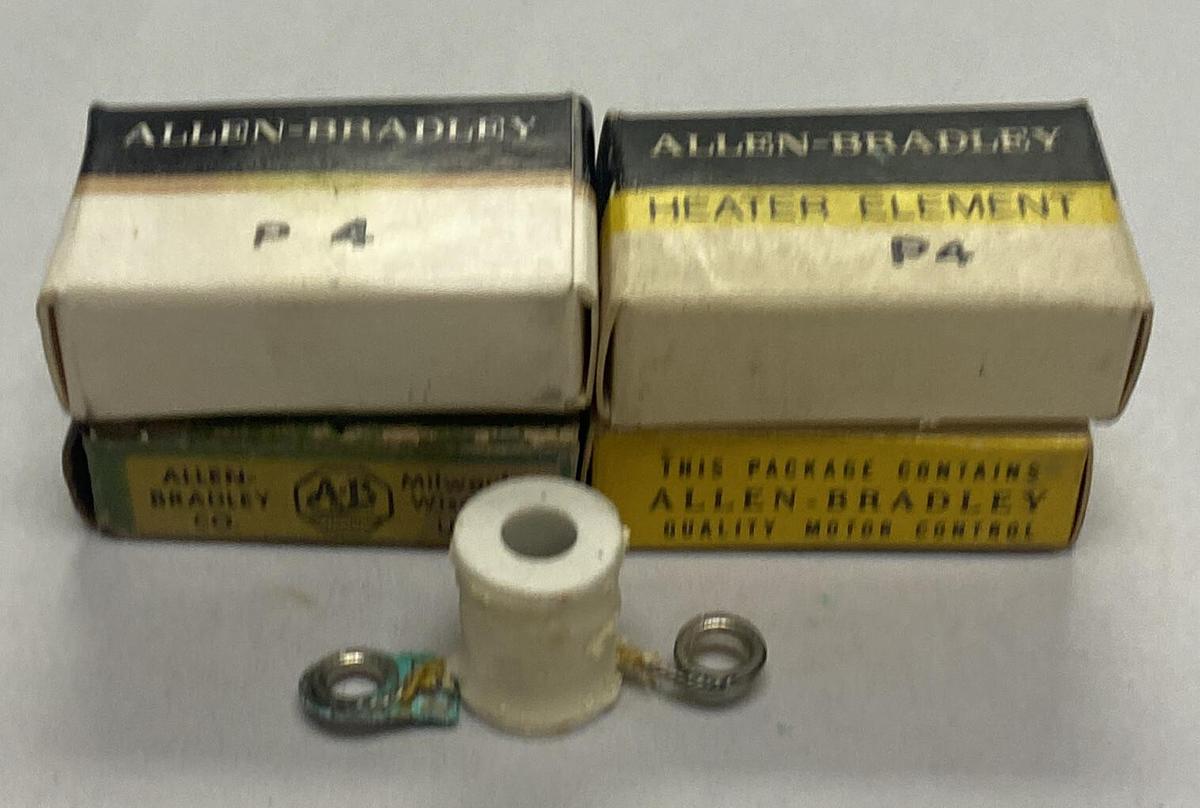 ALLEN-BRADLEY
P 4
ALLEN-BRADLEY
HEATER ELEMENT
P4
ALLEN-
BRADLEY
CO.
AB
THIS PACKAGE CONTAINS
ALLEN-BRADLEY
QUALITY MOTOR CONTROL